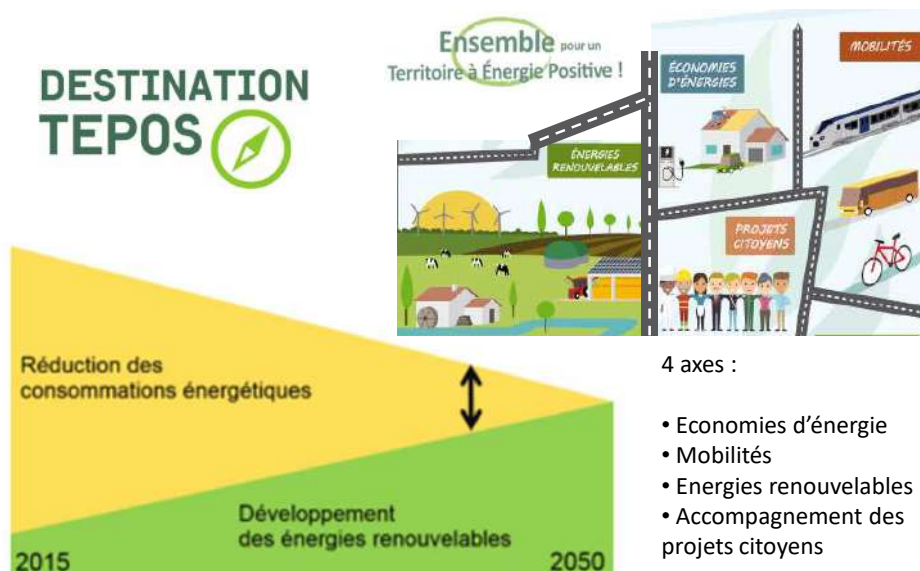 DESTINATION
TEPOS
Ensemble pour un
Territoire à Énergie Positive !
ÉCONOMIES
D'ÉNERGIES
MOBILITÉS
ÉNERGIES
RENOUVELABLES
PROJETS
CITOYENS
Réduction des
consommations énergétiques
Développement
des énergies renouvelables
2015
2050
4 axes :
• Economies d’énergie
• Mobilités
• Energies renouvelables
• Accompagnement des
projets citoyens